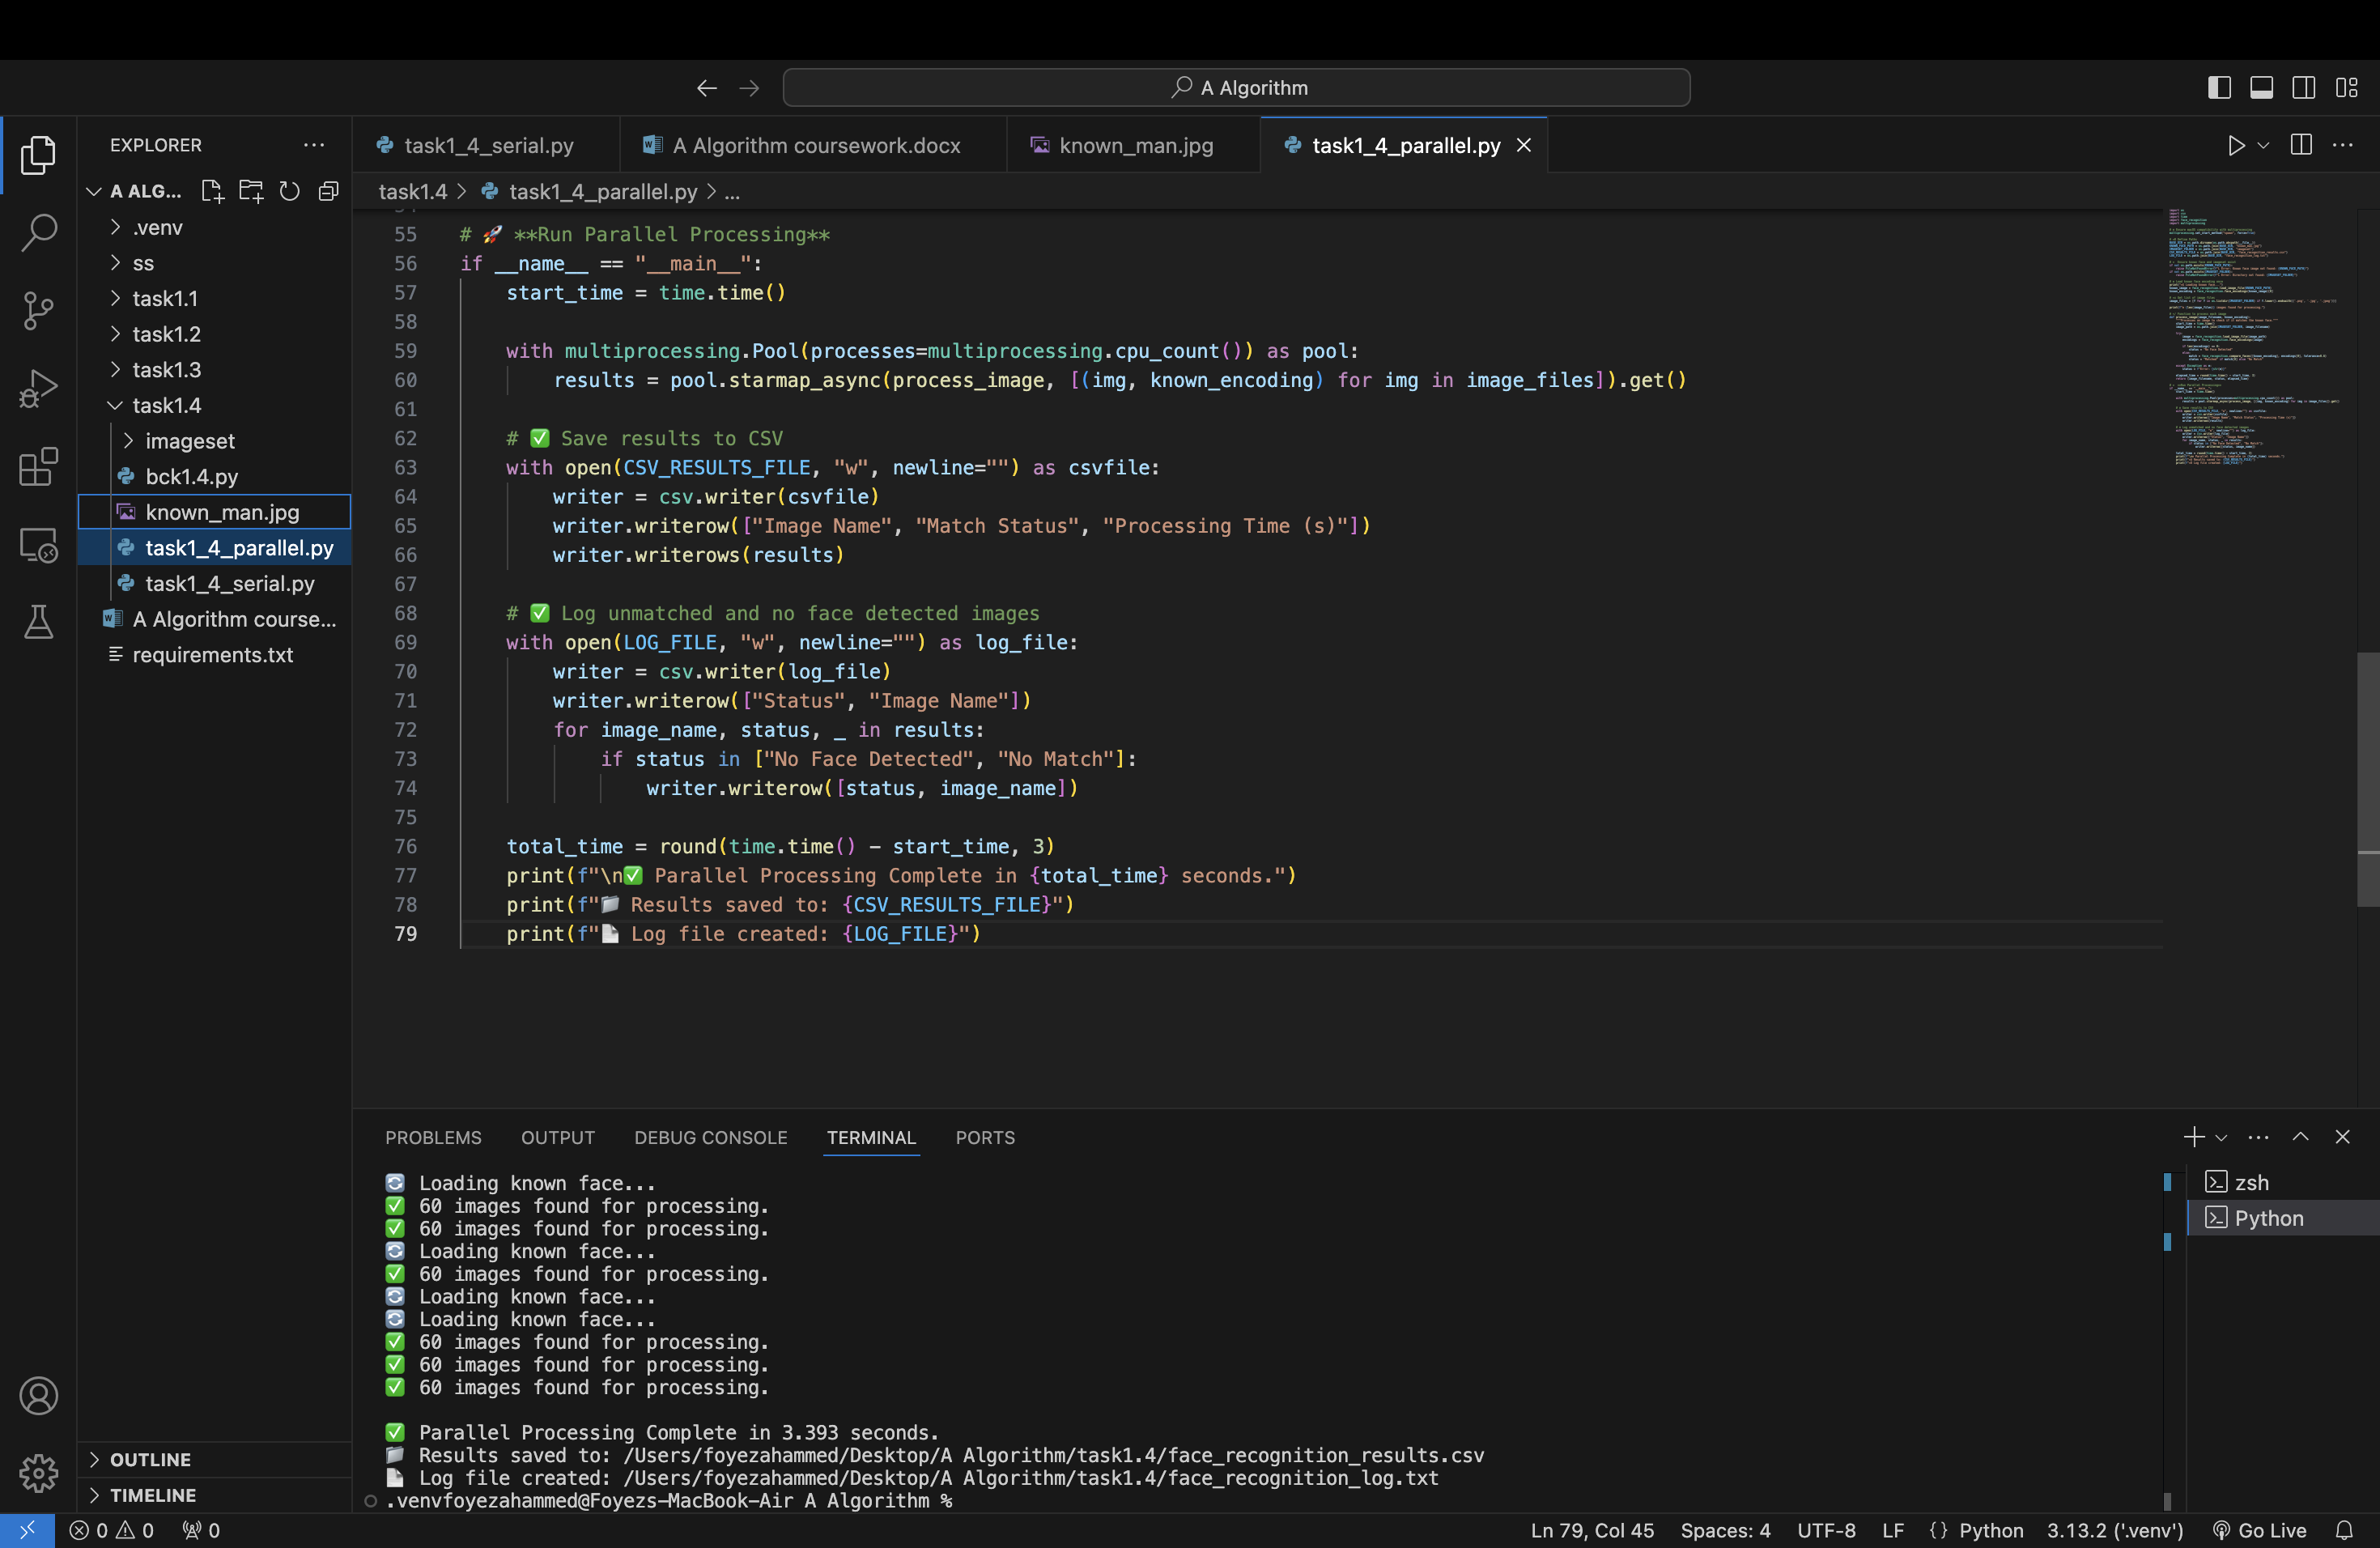 A Algorithm
EXPLORER
A ALG...
.venv
ss
task1.1
task1.2
task1.3
task1.4
imageset
bck1.4.py
known_man.jpg
task1_4_parallel.py
task1_4_serial.py
A Algorithm course...
requirements.txt
OUTLINE
TIMELINE
task1_4_serial.py
A Algorithm coursework.docx
known_man.jpg
task1_4_parallel.py
task1.4 > task1_4_parallel.py > ...
55 # 🚀 **Run Parallel Processing**
56 if __name__ == "__main__":
57 start_time = time.time()
58
59 with multiprocessing.Pool(processes=multiprocessing.cpu_count()) as pool:
60 results = pool.starmap_async(process_image, [(img, known_encoding) for img in image_files]).get()
61
62 # ✅ Save results to CSV
63 with open(CSV_RESULTS_FILE, "w", newline="") as csvfile:
64 writer = csv.writer(csvfile)
65 writer.writerow(["Image Name", "Match Status", "Processing Time (s)"])
66 writer.writerows(results)
67
68 # ✅ Log unmatched and no face detected images
69 with open(LOG_FILE, "w", newline="") as log_file:
70 writer = csv.writer(log_file)
71 writer.writerow(["Status", "Image Name"])
72 for image_name, status, _ in results:
73 if status in ["No Face Detected", "No Match"]:
74 writer.writerow([status, image_name])
75
76 total_time = round(time.time() - start_time, 3)
77 print(f"\n✅ Parallel Processing Complete in {total_time} seconds.")
78 print(f"📁 Results saved to: {CSV_RESULTS_FILE}")
79 print(f"📄 Log file created: {LOG_FILE}")
PROBLEMS OUTPUT DEBUG CONSOLE TERMINAL PORTS
🔄 Loading known face...
✅ 60 images found for processing.
✅ 60 images found for processing.
🔄 Loading known face...
✅ 60 images found for processing.
🔄 Loading known face...
🔄 Loading known face...
✅ 60 images found for processing.
✅ 60 images found for processing.
✅ 60 images found for processing.
✅ Parallel Processing Complete in 3.393 seconds.
📁 Results saved to: /Users/foyezahammed/Desktop/A Algorithm/task1.4/face_recognition_results.csv
📄 Log file created: /Users/foyezahammed/Desktop/A Algorithm/task1.4/face_recognition_log.txt
.venvfoyezahammed@Foyezs-MacBook-Air A Algorithm %
zsh
Python
0 0 0 Ln 79, Col 45 Spaces: 4 UTF-8 LF {} Python 3.13.2 ('.venv') Go Live